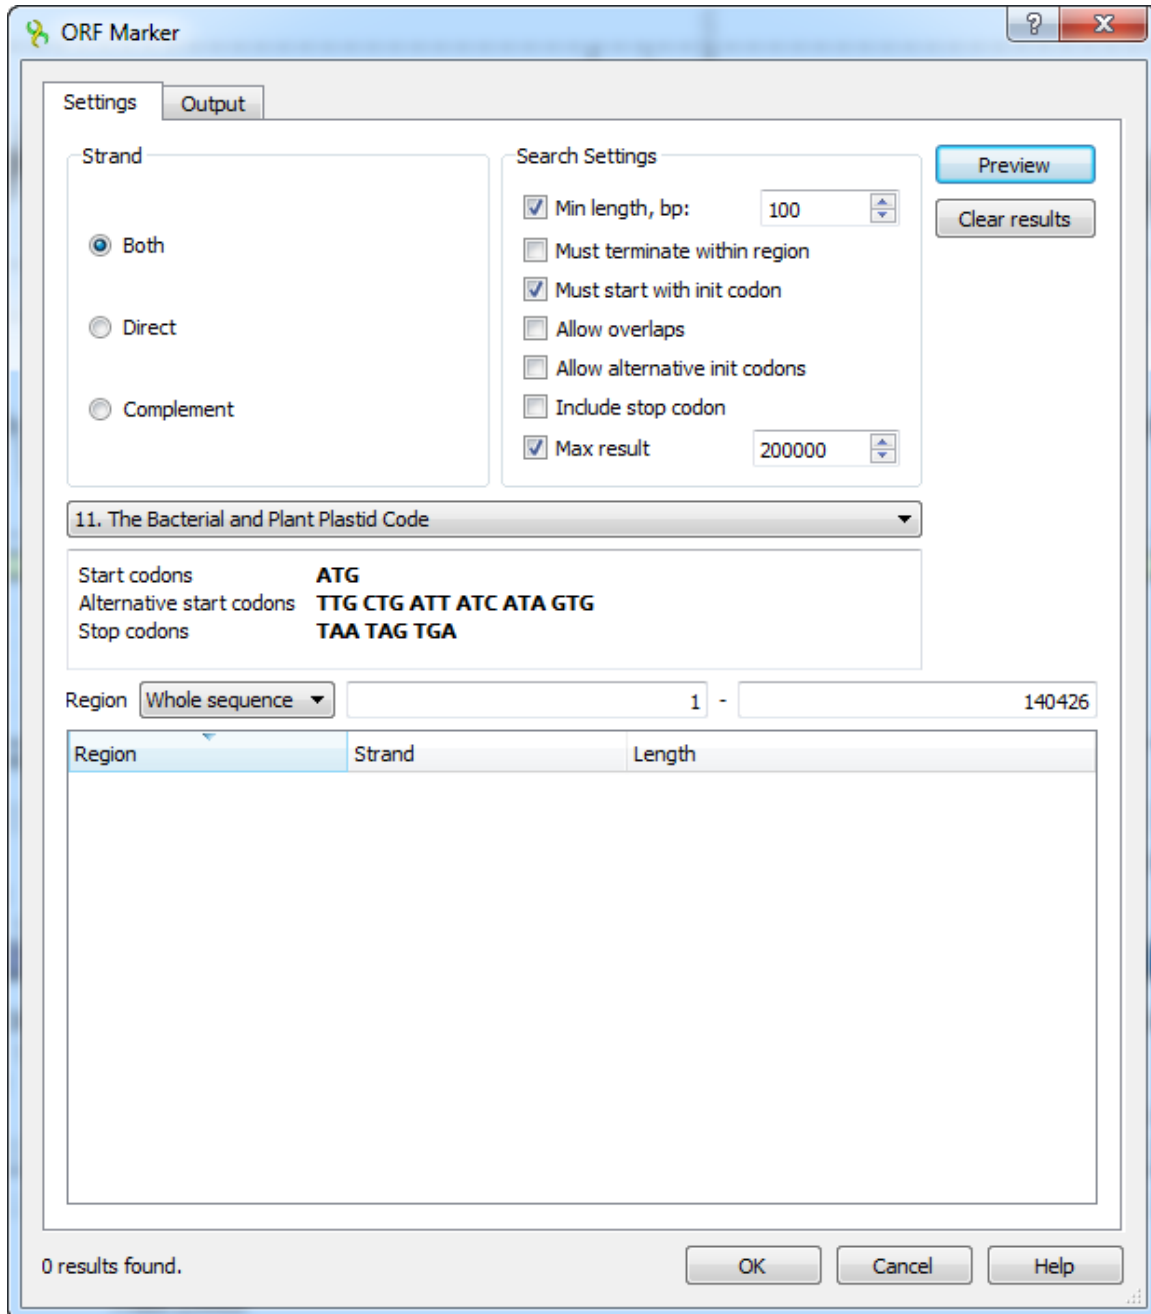 ORF Marker
Settings Output
Strand
Both
Direct
Complement
Search Settings
Min length, bp: 100
Must terminate within region
Must start with init codon
Allow overlaps
Allow alternative init codons
Include stop codon
Max result 200000
Preview
Clear results
11. The Bacterial and Plant Plastid Code
Start codons ATG
Alternative start codons TTG CTG ATT ATC ATA GTG
Stop codons TAA TAG TGA
Region Whole sequence 1 - 140426
Region Strand Length
0 results found.
OK Cancel Help